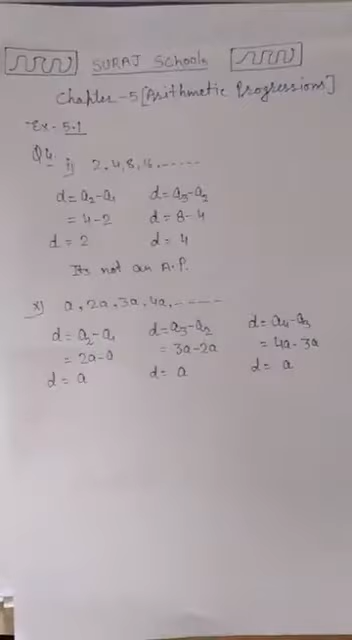 SURAJ Schools
Chapter-5 [Arithmetic Progressions]
Ex-5.1
Q4. i) 2, 4, 8, 16, ------
d = a₂-a₁ d = a₃-a₂
= 4-2 d = 8-4
d = 2 d = 4
Its not an A.P.
x) a, 2a, 3a, 4a, ------
d = a₂-a₁ d = a₃-a₂ d = a₄-a₃
= 2a-a = 3a-2a = 4a-3a
d = a d = a d = a